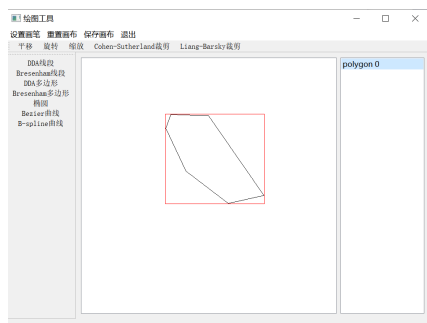 绘图工具
设置画笔 重置画布 保存画布 退出
平移 旋转 缩放 Cohen-Sutherland裁剪 Liang-Barsky裁剪
DDA线段
Bresenham线段
DDA多边形
Bresenham多边形
椭圆
Bezier曲线
B-spline曲线
polygon 0